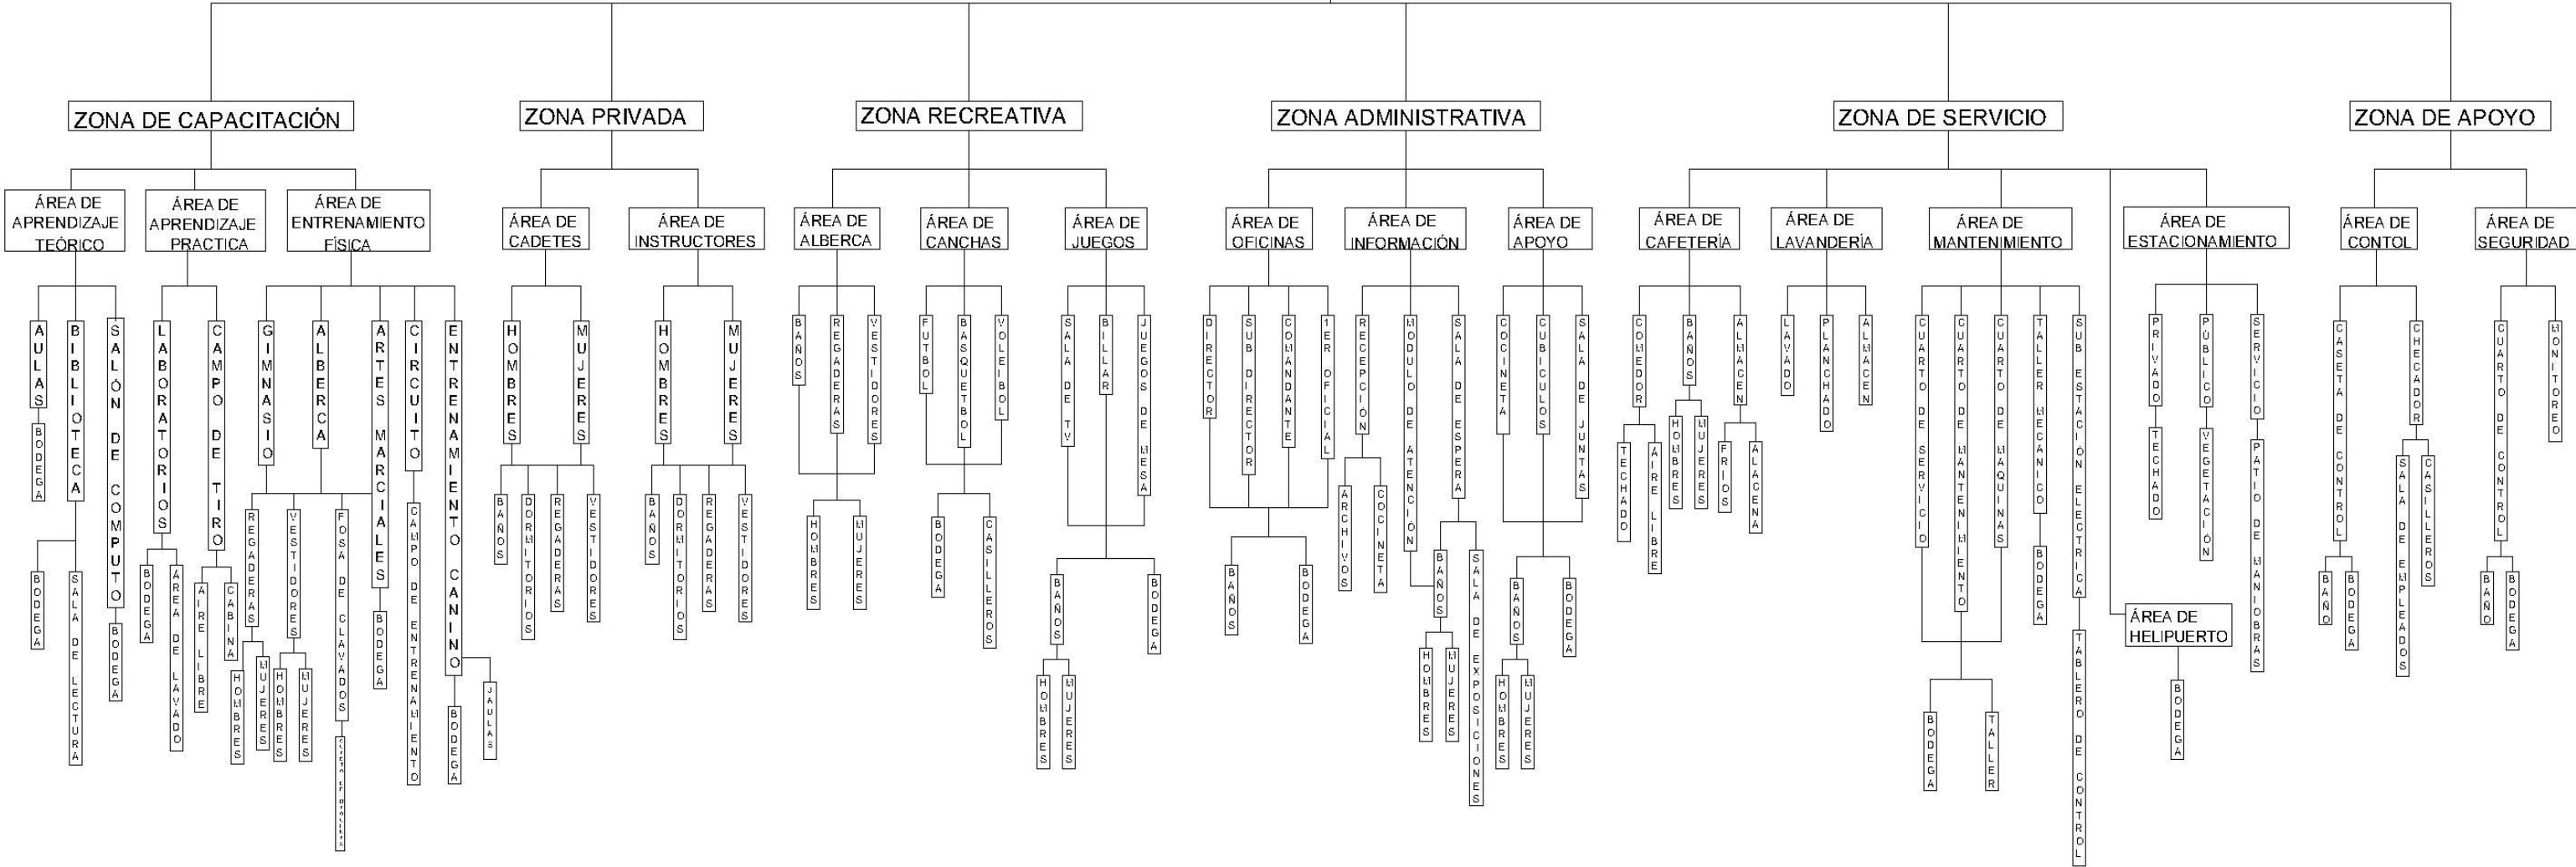 ZONA DE CAPACITACIÓN
ZONA PRIVADA
ZONA RECREATIVA
ZONA ADMINISTRATIVA
ZONA DE SERVICIO
ZONA DE APOYO
ÁREA DE
APRENDIZAJE
TEÓRICO
ÁREA DE
APRENDIZAJE
PRACTICA
ÁREA DE
ENTRENAMIENTO
FÍSICA
ÁREA DE
CADETES
ÁREA DE
INSTRUCTORES
ÁREA DE
ALBERCA
ÁREA DE
CANCHAS
ÁREA DE
JUEGOS
ÁREA DE
OFICINAS
ÁREA DE
INFORMACIÓN
ÁREA DE
APOYO
ÁREA DE
CAFETERÍA
ÁREA DE
LAVANDERÍA
ÁREA DE
MANTENIMIENTO
ÁREA DE
ESTACIONAMIENTO
ÁREA DE
CONTOL
ÁREA DE
SEGURIDAD
AULAS
BODEGA
BIBLIOTECA
BODEGA
SALA DE LECTURA
SALÓN DE COMPUTO
BODEGA
LABORATORIOS
BODEGA
AREA DE LAVADO
CAMPO DE TIRO
AIRE LIBRE
CABINA
GIMNASIO
ALBERCA
ARTES MARCIALES
REGADERAS
HOMBRES
MUJERES
VESTIDORES
HOMBRES
MUJERES
FOSA DE CLAVADOS
BODEGA
CIRCUITO
CAMPO DE ENTRENAMIENTO
ENTRENAMIENTO CANINO
BODEGA
JAULAS
HOMBRES
MUJERES
BAÑOS
DORMITORIOS
REGADERAS
VESTIDORES
HOMBRES
MUJERES
BAÑOS
DORMITORIOS
REGADERAS
VESTIDORES
BAÑOS
REGADERAS
VESTIDORES
HOMBRES
MUJERES
FUTBOL
BASQUETBOL
VOLEIBOL
BODEGA
CASILLEROS
SALA DE TV
BILLAR
JUEGOS DE MESA
BAÑOS
HOMBRES
MUJERES
BODEGA
DIRECTOR
SUB DIRECTOR
COMANDANTE
1ER OFICIAL
BAÑOS
BODEGA
RECEPCIÓN
ARCHIVOS
COCINETA
MODULO DE ATENCIÓN
SALA DE ESPERA
BAÑOS
HOMBRES
MUJERES
SALA DE EXPOSICIONES
COCINETA
CUBICULOS
SALA DE JUNTAS
BAÑOS
HOMBRES
MUJERES
BODEGA
COMEDOR
TECHADO
AIRE LIBRE
BAÑOS
HOMBRES
MUJERES
ALMACEN
FRIOS
ALACENA
LAVADO
PLANCHADO
ALMACEN
CUARTO DE SERVICIO
CUARTO DE MANTENIMIENTO
CUARTO DE MAQUINAS
BODEGA
TALLER
TALLER MECANICO
BODEGA
SUB ESTACIÓN ELECTRICA
TABLERO DE CONTROL
ÁREA DE
HELIPUERTO
BODEGA
PRIVADO
TECHADO
PÚBLICO
VEGETACIÓN
SERVICIO
PATIO DE MANIOBRAS
CASETA DE CONTROL
BAÑO
BODEGA
CHECADOR
SALA DE EMPLEADOS
CASILLEROS
CUARTO DE CONTROL
BAÑO
BODEGA
MONITOREO